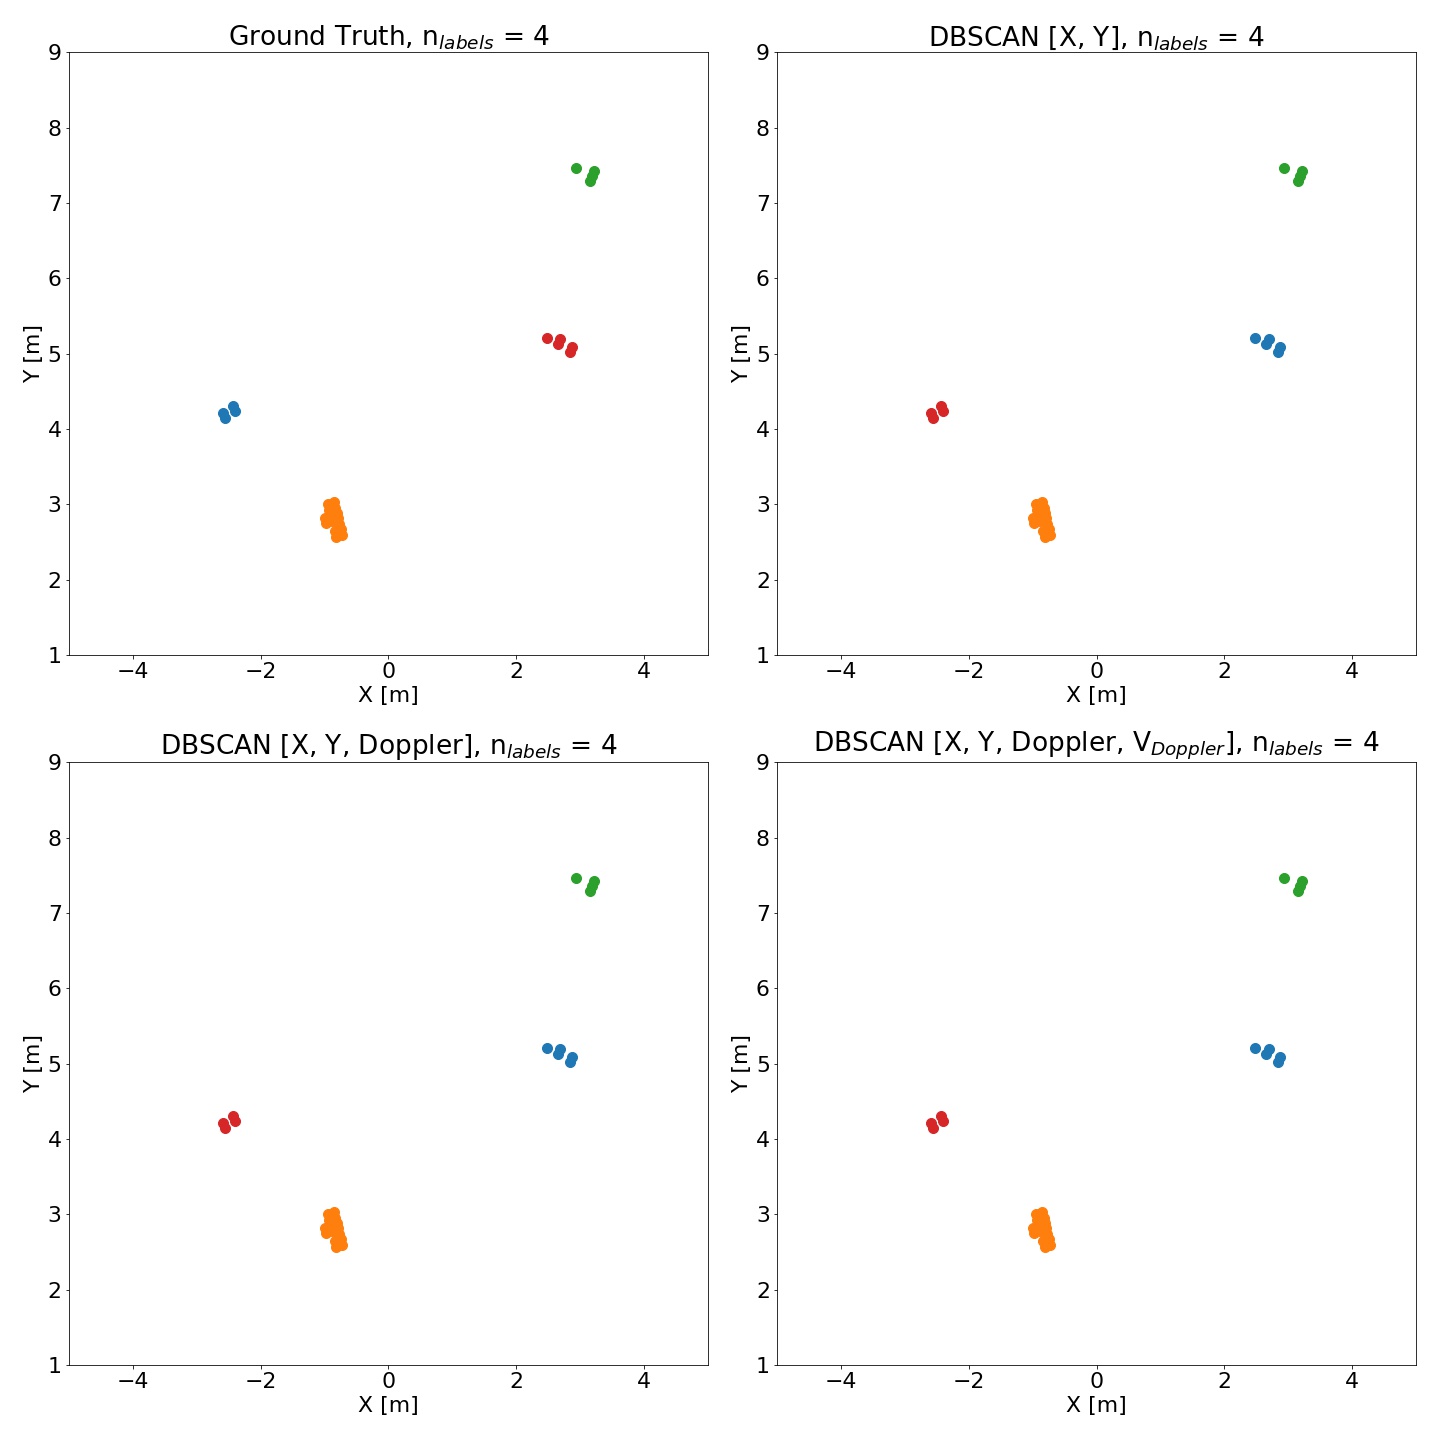 Ground Truth, n_labels = 4
9
8
7
6
5
4
3
2
1
Y [m]
−4 −2 0 2 4
X [m]
DBSCAN [X, Y], n_labels = 4
9
8
7
6
5
4
3
2
1
Y [m]
−4 −2 0 2 4
X [m]
DBSCAN [X, Y, Doppler], n_labels = 4
9
8
7
6
5
4
3
2
1
Y [m]
−4 −2 0 2 4
X [m]
DBSCAN [X, Y, Doppler, V_Doppler], n_labels = 4
9
8
7
6
5
4
3
2
1
Y [m]
−4 −2 0 2 4
X [m]